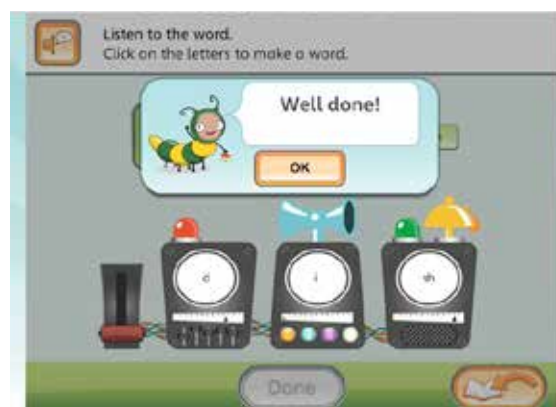 Listen to the word.
Click on the letters to make a word.
Well done!
OK
d
i
sh
Done